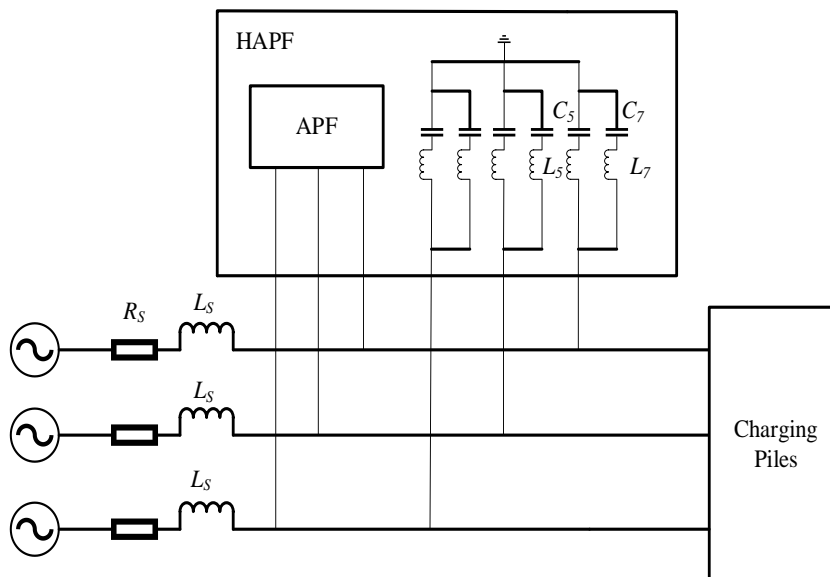 HAPF
APF
C5 C7
L5 L7
RS LS
LS
LS
Charging
Piles